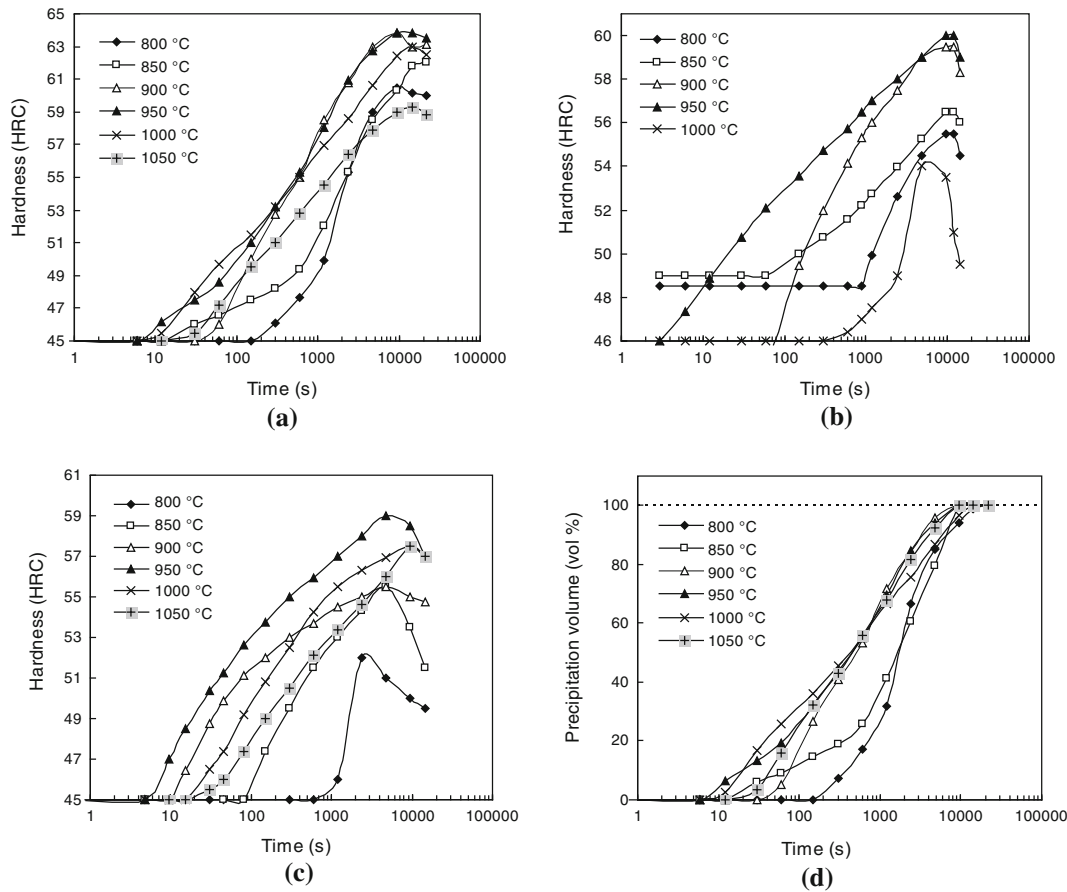 65
63
61
59
57
55
53
51
49
47
45
Hardness (HRC)
800 °C
850 °C
900 °C
950 °C
1000 °C
1050 °C
1 10 100 1000 10000 100000
Time (s)
(a)
60
58
56
54
52
50
48
46
Hardness (HRC)
800 °C
850 °C
900 °C
950 °C
1000 °C
1 10 100 1000 10000 100000
Time (s)
(b)
61
59
57
55
53
51
49
47
45
Hardness (HRC)
800 °C
850 °C
900 °C
950 °C
1000 °C
1050 °C
1 10 100 1000 10000 100000
Time (s)
(c)
100
80
60
40
20
0
Precipitation volume (vol %)
800 °C
850 °C
900 °C
950 °C
1000 °C
1050 °C
1 10 100 1000 10000 100000
Time (s)
(d)